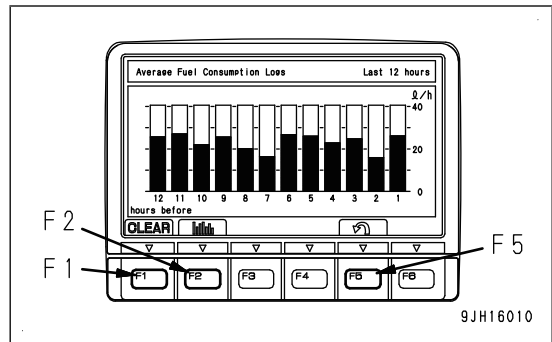 Average Fuel Consumption Logs Last 12 hours
ℓ/h
40
20
0
12 11 10 9 8 7 6 5 4 3 2 1
hours before
CLEAR
F2
F1
F5
F1 F2 F3 F4 F5 F6
9JH16010